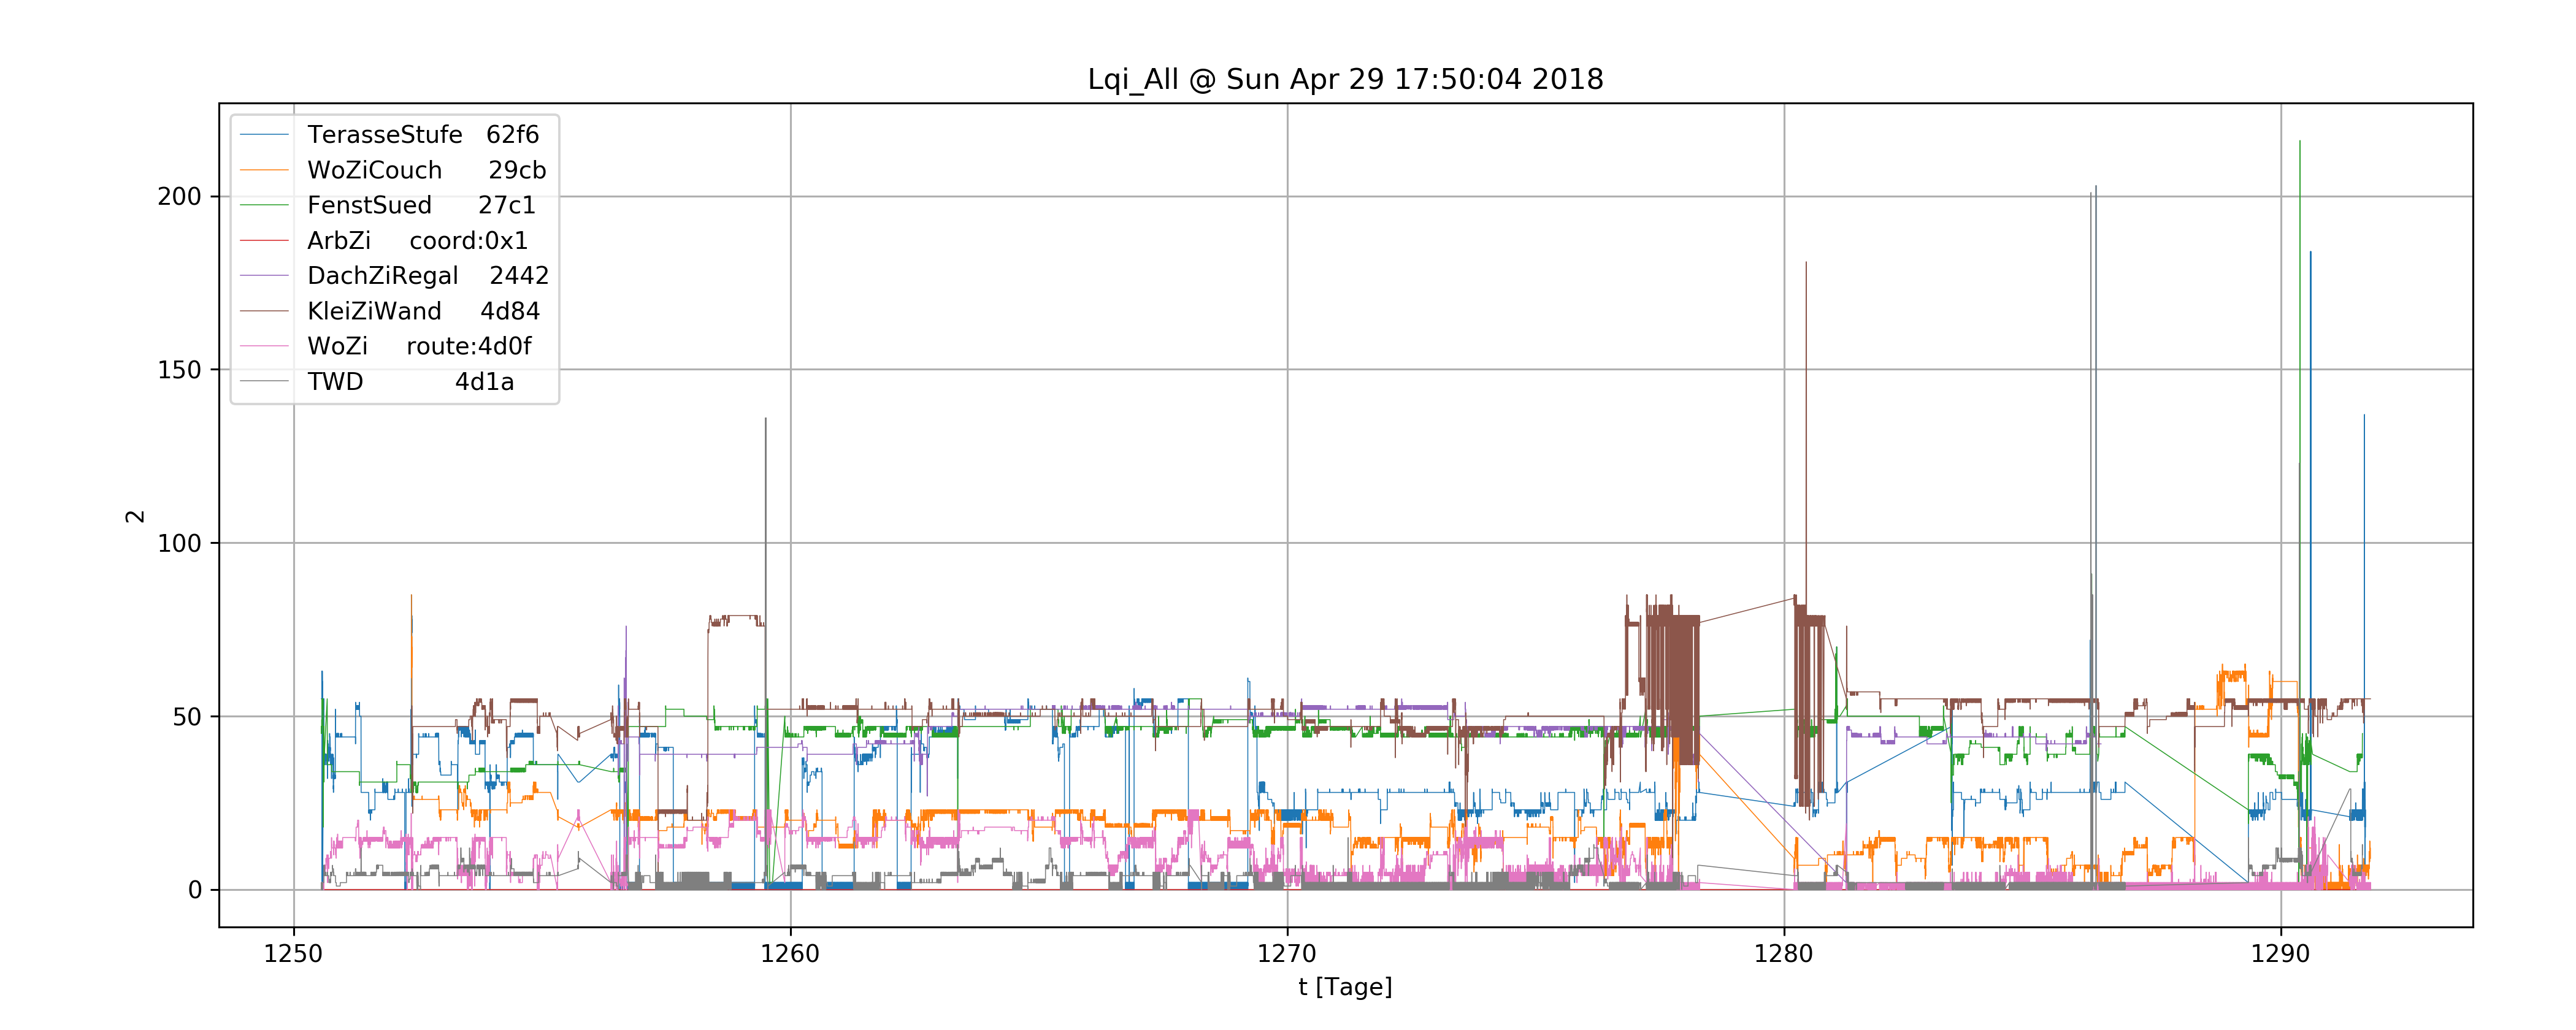 Lqi_All @ Sun Apr 29 17:50:04 2018
TerasseStufe 62f6
WoZiCouch 29cb
FenstSued 27c1
ArbZi coord:0x1
DachZiRegal 2442
KleiZiWand 4d84
WoZi route:4d0f
TWD 4d1a
200
150
100
50
0
2
1250 1260 1270 1280 1290
t [Tage]